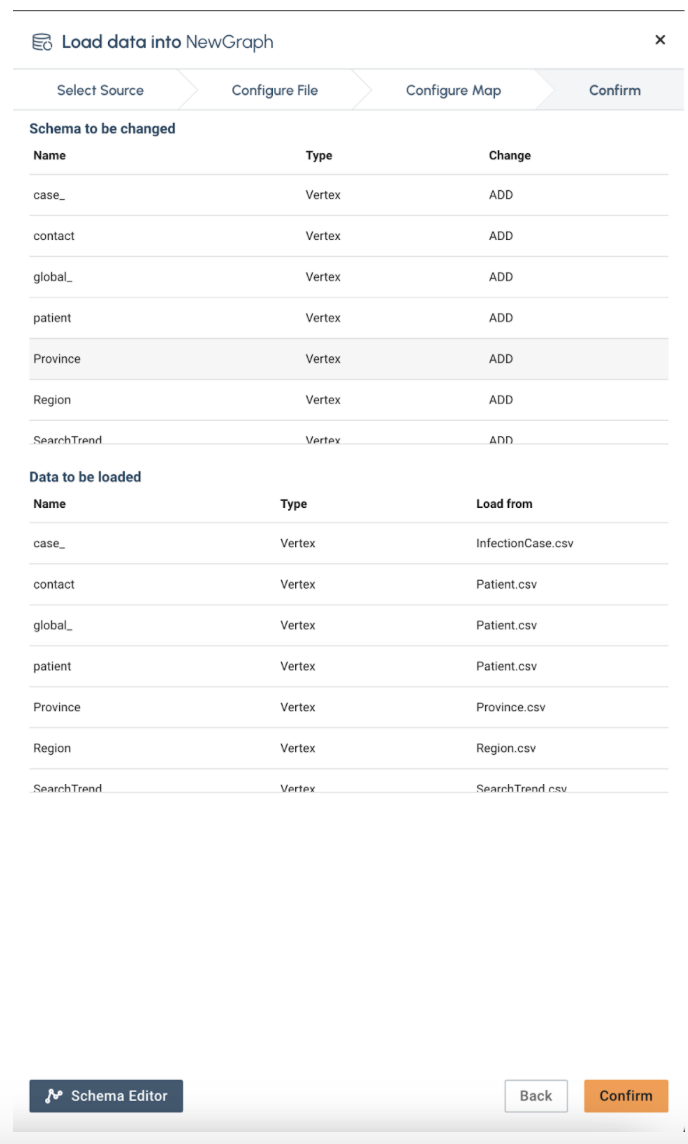 Load data into NewGraph ×
Select Source Configure File Configure Map Confirm
Schema to be changed
Name Type Change
case_ Vertex ADD
contact Vertex ADD
global_ Vertex ADD
patient Vertex ADD
Province Vertex ADD
Region Vertex ADD
SearchTrend Vertex ADD
Data to be loaded
Name Type Load from
case_ Vertex InfectionCase.csv
contact Vertex Patient.csv
global_ Vertex Patient.csv
patient Vertex Patient.csv
Province Vertex Province.csv
Region Vertex Region.csv
SearchTrend Vertex SearchTrend.csv
Schema Editor Back Confirm